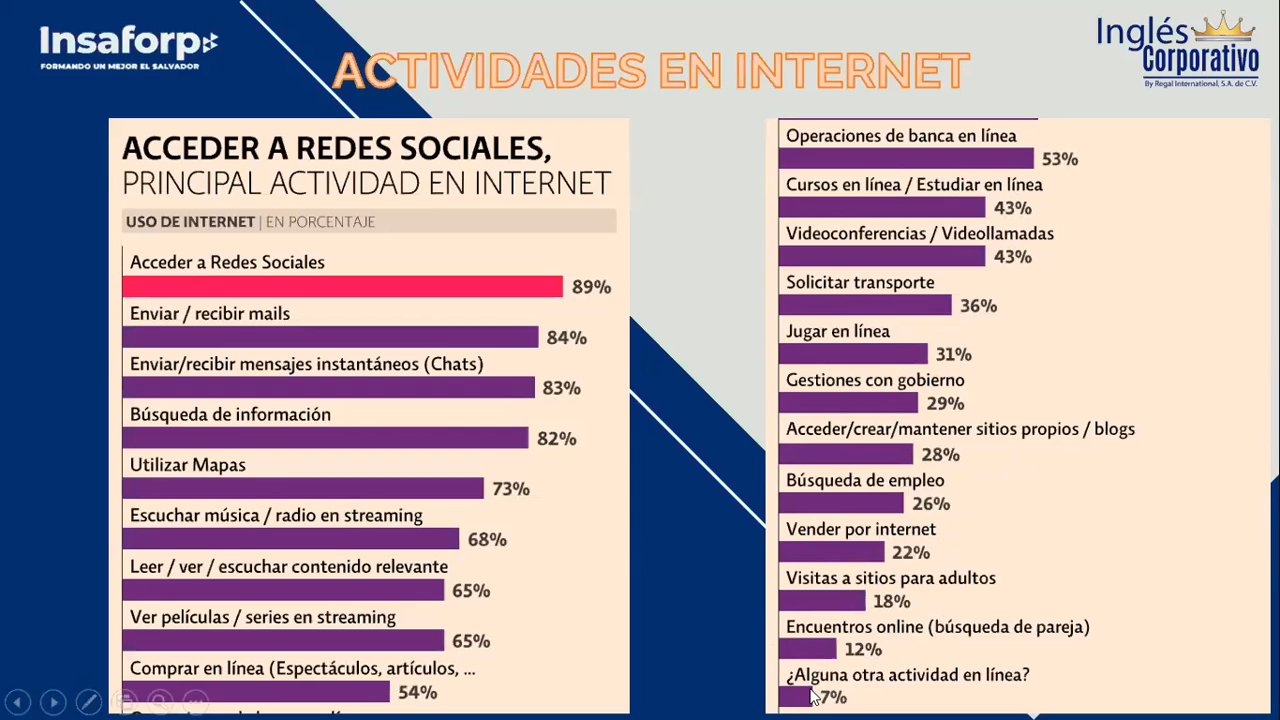 Insaforp
FORMANDO UN MEJOR EL SALVADOR
ACTIVIDADES EN INTERNET
Inglés
Corporativo
By Regal International, S.A. de C.V.
ACCEDER A REDES SOCIALES,
PRINCIPAL ACTIVIDAD EN INTERNET
USO DE INTERNET | EN PORCENTAJE
Acceder a Redes Sociales
89%
Enviar / recibir mails
84%
Enviar/recibir mensajes instantáneos (Chats)
83%
Búsqueda de información
82%
Utilizar Mapas
73%
Escuchar música / radio en streaming
68%
Leer / ver / escuchar contenido relevante
65%
Ver películas / series en streaming
65%
Comprar en línea (Espectáculos, artículos, ...
54%
Operaciones de banca en línea
53%
Cursos en línea / Estudiar en línea
43%
Videoconferencias / Videollamadas
43%
Solicitar transporte
36%
Jugar en línea
31%
Gestiones con gobierno
29%
Acceder/crear/mantener sitios propios / blogs
28%
Búsqueda de empleo
26%
Vender por internet
22%
Visitas a sitios para adultos
18%
Encuentros online (búsqueda de pareja)
12%
¿Alguna otra actividad en línea?
7%